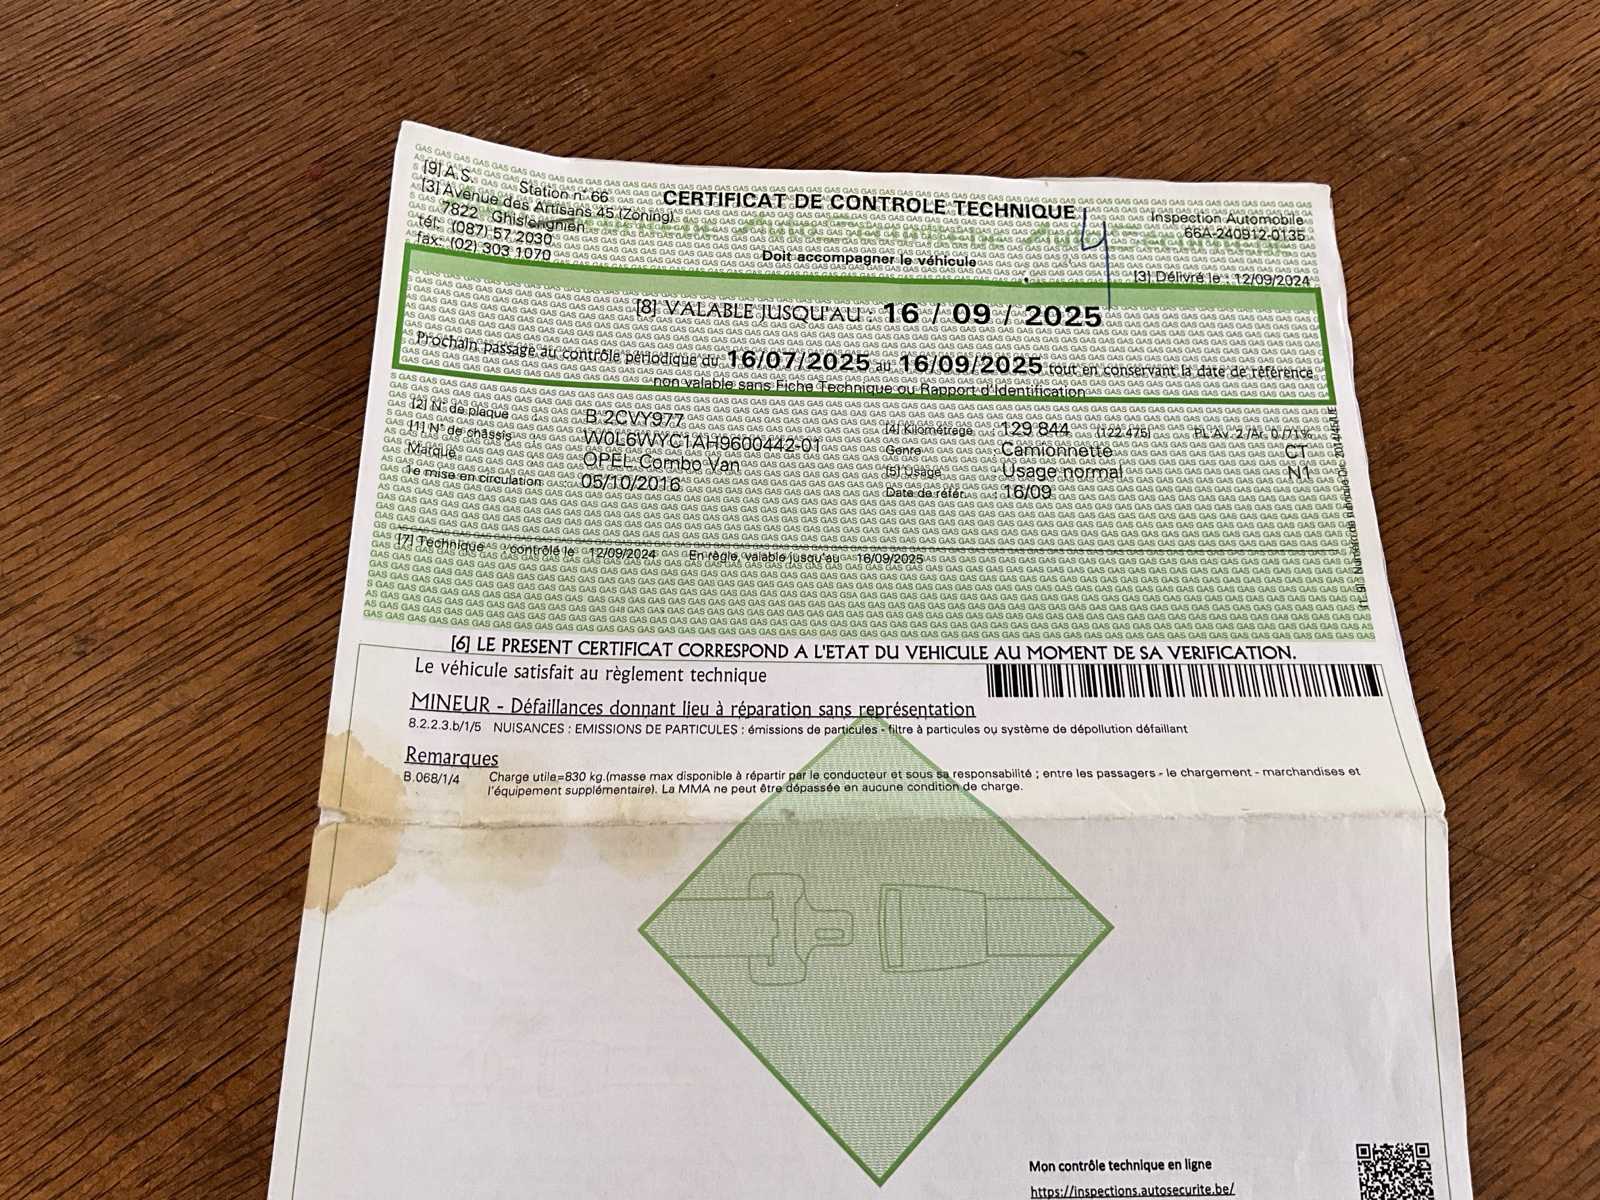 [9] A.S. Station n° 66
[3] Avenue des Artisans 45 (Zoning)
7822 Ghislenghien
tél. (087) 57 2030
fax: (02) 303 1070
CERTIFICAT DE CONTROLE TECHNIQUE
Doit accompagner le véhicule
4
Inspection Automobile
66A-240912-0135
[3] Délivré le : 12/09/2024
[8] VALABLE JUSQU'AU : 16 / 09 / 2025
Prochain passage au contrôle périodique du 16/07/2025 au 16/09/2025 tout en conservant la date de référence
non valable sans Fiche Technique ou Rapport d'Identification
[2] N° de plaque B 2CVY977
[1] N° de châssis W0L6WYC1AH9600442-01
Marque OPEL Combo Van
1e mise en circulation : 05/10/2016
[4] Kilométrage 129 844 (122 475) PL Av. 2/Ar. 0 / 1%
Genre Camionnette CT
[5] Usage Usage normal N1
Date de référ. : 16/09
[7] Technique contrôlé le 12/09/2024 En règle, valable jusqu'au 16/09/2025
[6] LE PRESENT CERTIFICAT CORRESPOND A L'ETAT DU VEHICULE AU MOMENT DE SA VERIFICATION.
Le véhicule satisfait au règlement technique
MINEUR - Défaillances donnant lieu à réparation sans représentation
8.2.2.3.b/1/5 NUISANCES : EMISSIONS DE PARTICULES : émissions de particules - filtre à particules ou système de dépollution défaillant
Remarques
B.068/1/4 Charge utile=830 kg.(masse max disponible à répartir par le conducteur et sous sa responsabilité ; entre les passagers - le chargement - marchandises et
l'équipement supplémentaire). La MMA ne peut être dépassée en aucune condition de charge.
Mon contrôle technique en ligne
https://inspections.autosecurite.be/